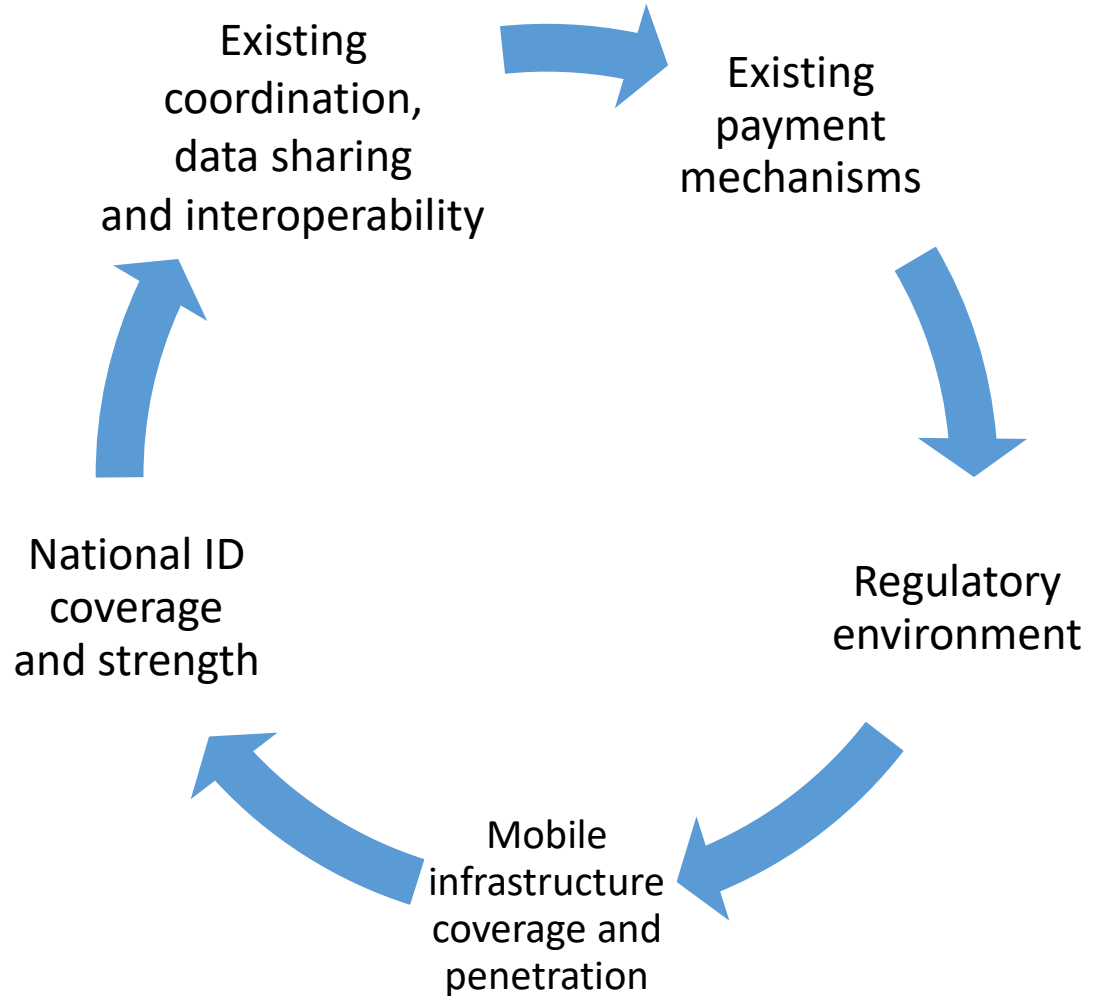 Existing
coordination,
data sharing
and interoperability
Existing
payment
mechanisms
Regulatory
environment
Mobile
infrastructure
coverage and
penetration
National ID
coverage
and strength